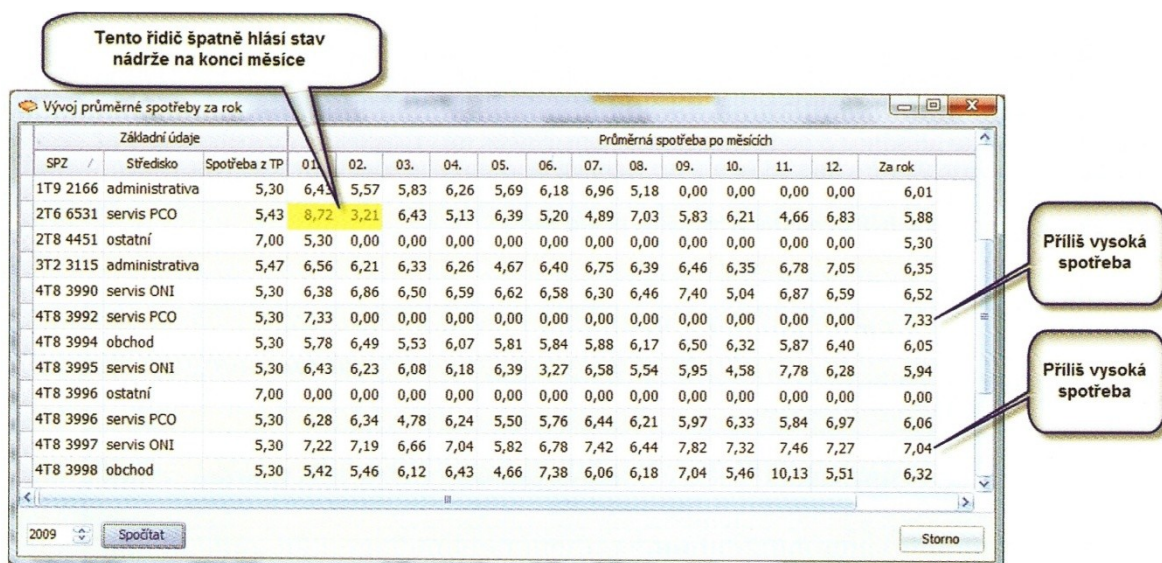 Tento řidič špatně hlásí stav
nádrže na konci měsíce
Vývoj průměrné spotřeby za rok
Základní údaje Průměrná spotřeba po měsících
SPZ / Středisko Spotřeba z TP 01. 02. 03. 04. 05. 06. 07. 08. 09. 10. 11. 12. Za rok
1T9 2166 administrativa 5,30 6,43 5,57 5,83 6,26 5,69 6,18 6,96 5,18 0,00 0,00 0,00 0,00 6,01
2T6 6531 servis PCO 5,43 8,72 3,21 6,43 5,13 6,39 5,20 4,89 7,03 5,83 6,21 4,66 6,83 5,88
2T8 4451 ostatní 7,00 5,30 0,00 0,00 0,00 0,00 0,00 0,00 0,00 0,00 0,00 0,00 0,00 5,30
3T2 3115 administrativa 5,47 6,56 6,21 6,33 6,26 4,67 6,40 6,75 6,39 6,46 6,35 6,78 7,05 6,35
4T8 3990 servis ONI 5,30 6,38 6,86 6,50 6,59 6,62 6,58 6,30 6,46 7,40 5,04 6,87 6,59 6,52
4T8 3992 servis PCO 5,30 7,33 0,00 0,00 0,00 0,00 0,00 0,00 0,00 0,00 0,00 0,00 0,00 7,33
4T8 3994 obchod 5,30 5,78 6,49 5,53 6,07 5,81 5,84 5,88 6,17 6,50 6,32 5,87 6,40 6,05
4T8 3995 servis ONI 5,30 6,43 6,23 6,08 6,18 6,39 3,27 6,58 5,54 5,95 4,58 7,78 6,28 5,94
4T8 3996 ostatní 7,00 0,00 0,00 0,00 0,00 0,00 0,00 0,00 0,00 0,00 0,00 0,00 0,00 0,00
4T8 3996 servis PCO 5,30 6,28 6,34 4,78 6,24 5,50 5,76 6,44 6,21 5,97 6,33 5,84 6,97 6,06
4T8 3997 servis ONI 5,30 7,22 7,19 6,66 7,04 5,82 6,78 7,42 6,44 7,82 7,32 7,46 7,27 7,04
4T8 3998 obchod 5,30 5,42 5,46 6,12 6,43 4,66 7,38 6,06 6,18 7,04 5,46 10,13 5,51 6,32
Příliš vysoká
spotřeba
Příliš vysoká
spotřeba
2009 Spočítat Storno